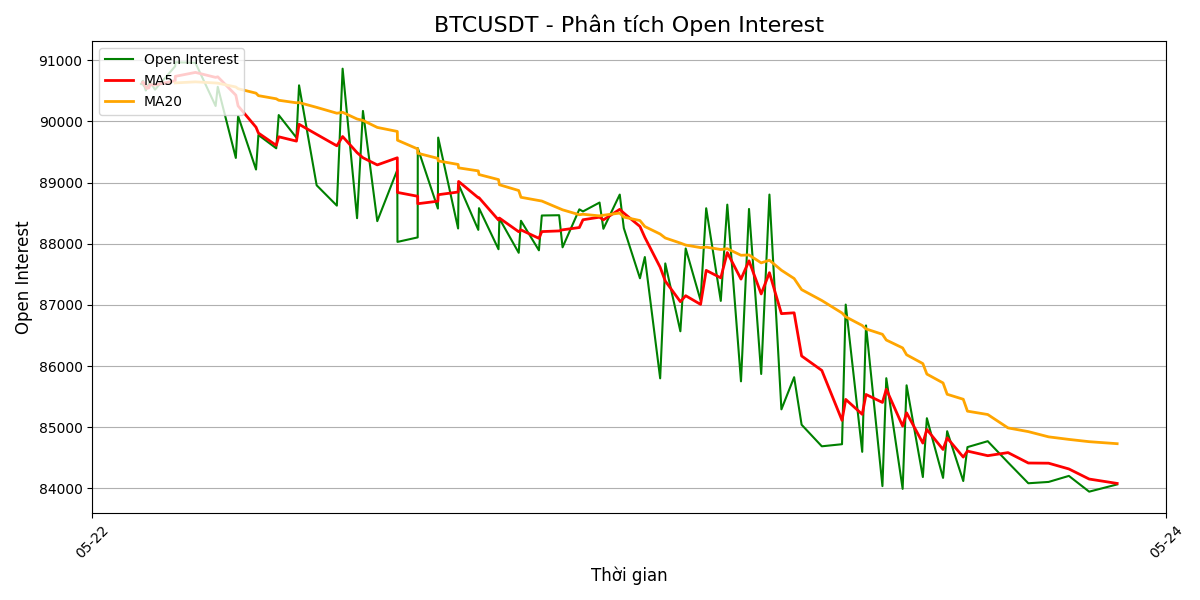 BTCUSDT - Phân tích Open Interest
Open Interest
MA5
MA20
91000
90000
89000
88000
87000
86000
85000
84000
Open Interest
05-22
05-24
Thời gian